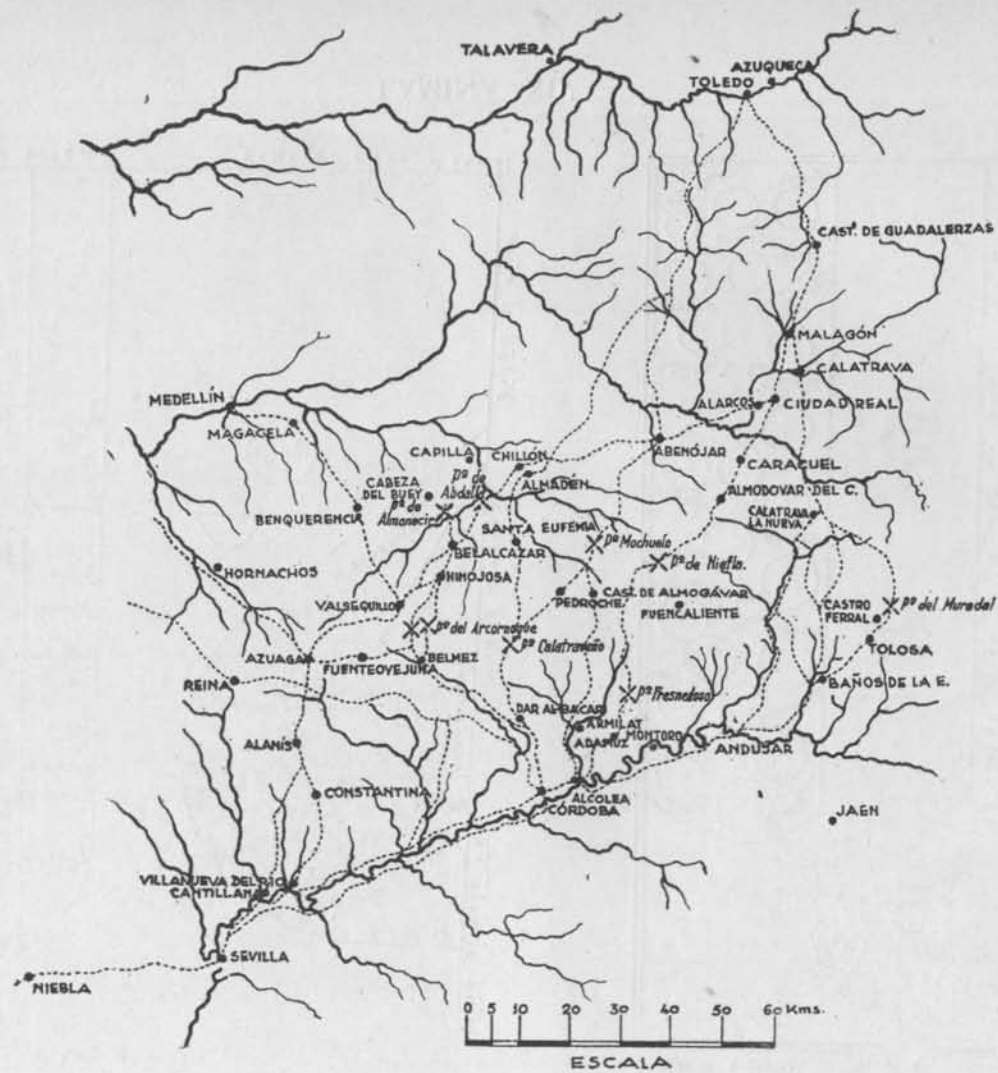 TALAVERA
AZUQUECA
TOLEDO
CAST. DE GUADALERZAS
MALAGÓN
CALATRAVA
MEDELLÍN
ALARCOS
CIUDAD REAL
MAGACELA
ABENÓJAR
CAPILLA
CHILLÓN
CARACUEL
ALMADÉN
CABEZA
DEL BUEY
pº de
Abdalla
pº de
Almanecir
ALMODOVAR DEL C.
CALATRAVA
LA NUEVA
BENQUERENCIA
SANTA EUFEMIA
pº Mochuelo
BELALCAZAR
pº de Niefla.
HORNACHOS
HINOJOSA
CAST. DE ALMOGÁVAR
PEDROCHE
FUENCALIENTE
VALSEQUILLO
CASTRO
FERRAL
pº del Muradal
pº del
TOLOSA
pº Calatraveño
AZUAGA
FUENTEOVEJUNA
BELMEZ
REINA
BAÑOS DE LA E.
pº Fresnedosa
DAR AL-BACAR
ARMILAT
ADAMUZ
MONTORO
ANDUJAR
ALANÍS
CONSTANTINA
ALCOLEA
CÓRDOBA
JAEN
VILLANUEVA DEL RIO
CANTILLANA
SEVILLA
NIEBLA
0 5 10 20 30 40 50 60 Kms.
ESCALA